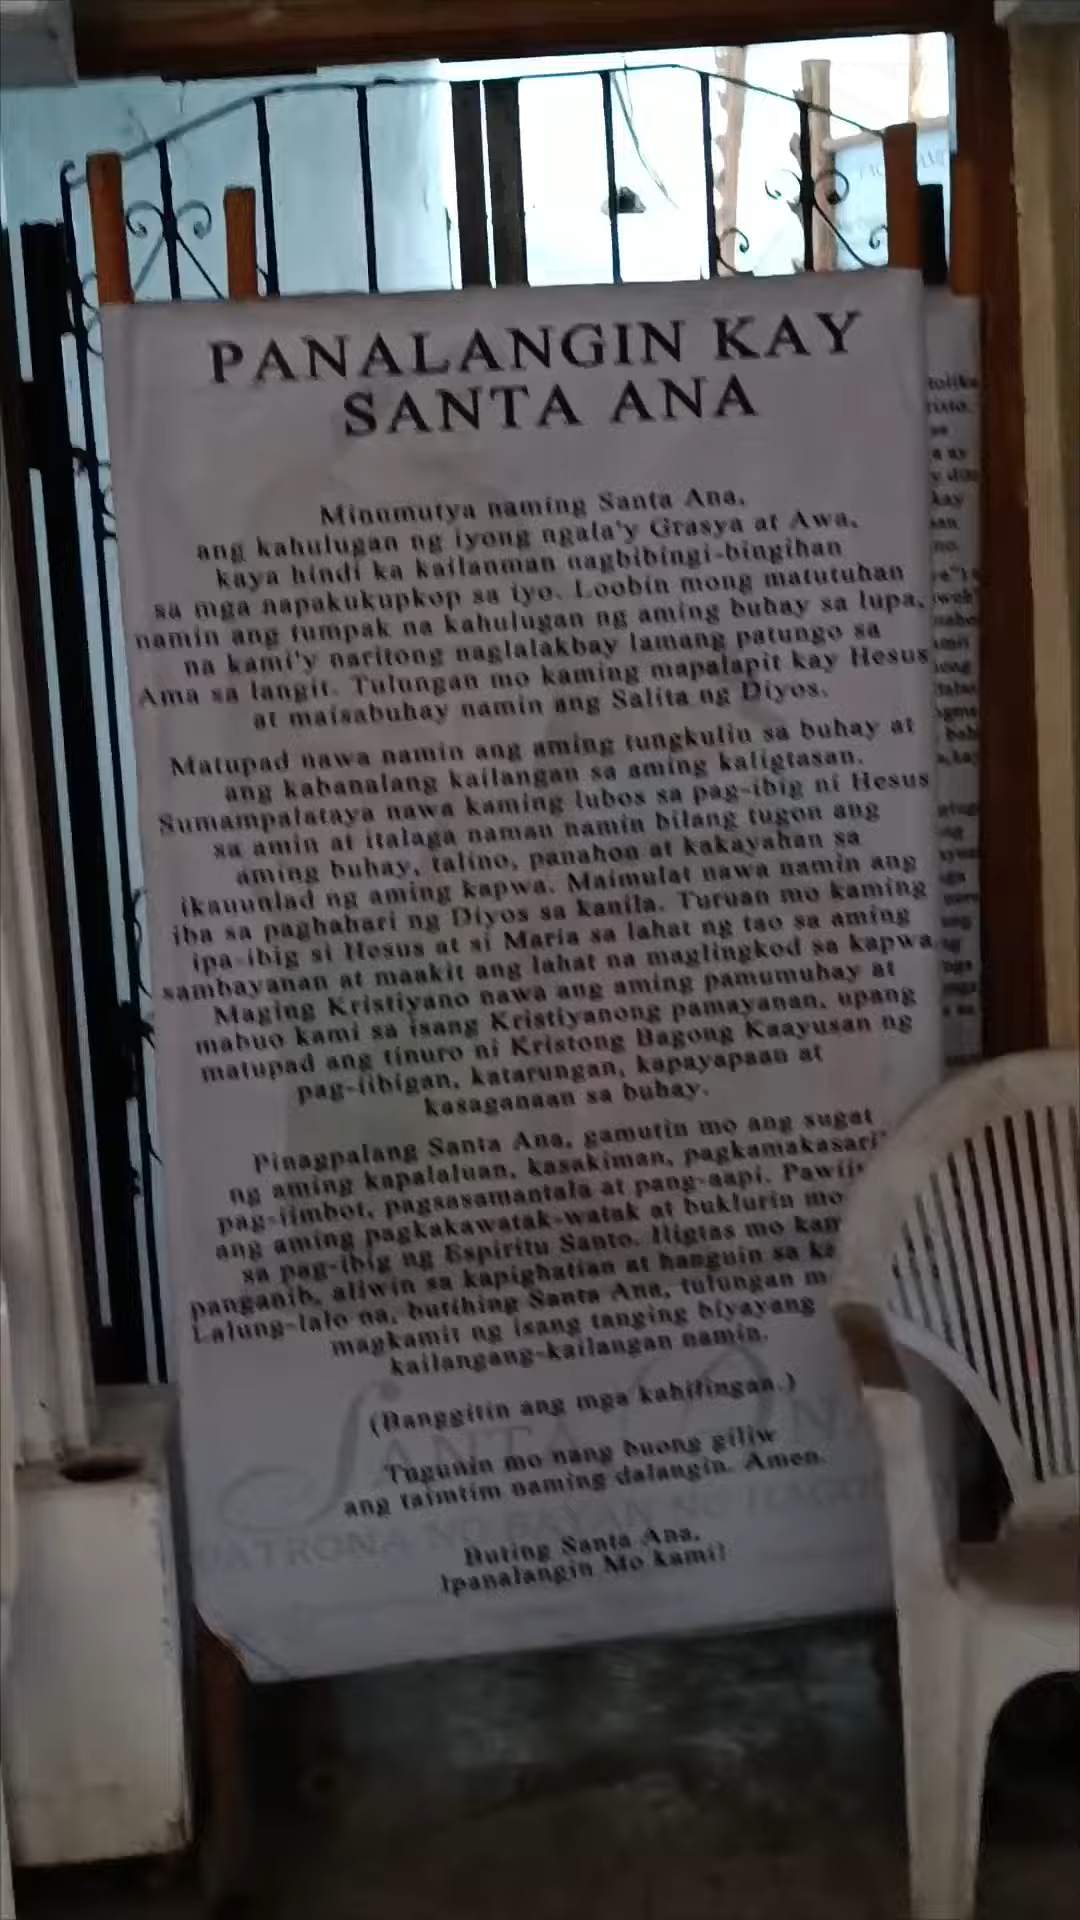 PANALANGIN KAY
SANTA ANA
Minumutya naming Santa Ana,
ang kahulugan ng iyong ngala'y Grasya at Awa,
kaya hindi ka kailanman nagbibingi-bingihan
sa mga napakukupkop sa iyo. Loobin mong matutuhan
namin ang tumpak na kahulugan ng aming buhay sa lupa,
na kami'y naritong naglalakbay lamang patungo sa
Ama sa langit. Tulungan mo kaming mapalapit kay Hesus
at maisabuhay namin ang Salita ng Diyos.
Matupad nawa namin ang aming tungkulin sa buhay at
ang kabanalang kailangan sa aming kaligtasan.
Sumampalataya nawa kaming lubos sa pag-ibig ni Hesus
sa amin at italaga naman namin bilang tugon ang
aming buhay, talino, panahon at kakayahan sa
ikauunlad ng aming kapwa. Maimulat nawa namin ang
iba sa paghahari ng Diyos sa kanila. Turuan mo kaming
ipa-ibig si Hesus at si Maria sa lahat ng tao sa aming
sambayanan at maakit ang lahat na maglingkod sa kapwa
Maging Kristiyano nawa ang aming pamumuhay at
mabuo kami sa isang Kristiyanong pamayanan, upang
matupad ang tinuro ni Kristong Bagong Kaayusan ng
pag-iibigan, katarungan, kapayapaan at
kasaganaan sa buhay.
Pinagpalang Santa Ana, gamutin mo ang sugat
ng aming kapalaluan, kasakiman, pagkamakasari
pag-iimbot, pagsasamantala at pang-aapi. Pawii
ang aming pagkakawatak-watak at buklurin mo
sa pag-ibig ng Espiritu Santo. Iligtas mo kam
panganib, aliwin sa kapighatian at hanguin sa ka
Lalung-lalo na, butihing Santa Ana, tulungan m
magkamit ng isang tanging biyayang
kailangang-kailangan namin.
(Banggitin ang mga kahilingan.)
Tugunin mo nang buong giliw
ang taimtim naming dalangin. Amen.
SANTA ANA
PATRONA NG BAYAN NG
Buting Santa Ana,
Ipanalangin Mo kami!